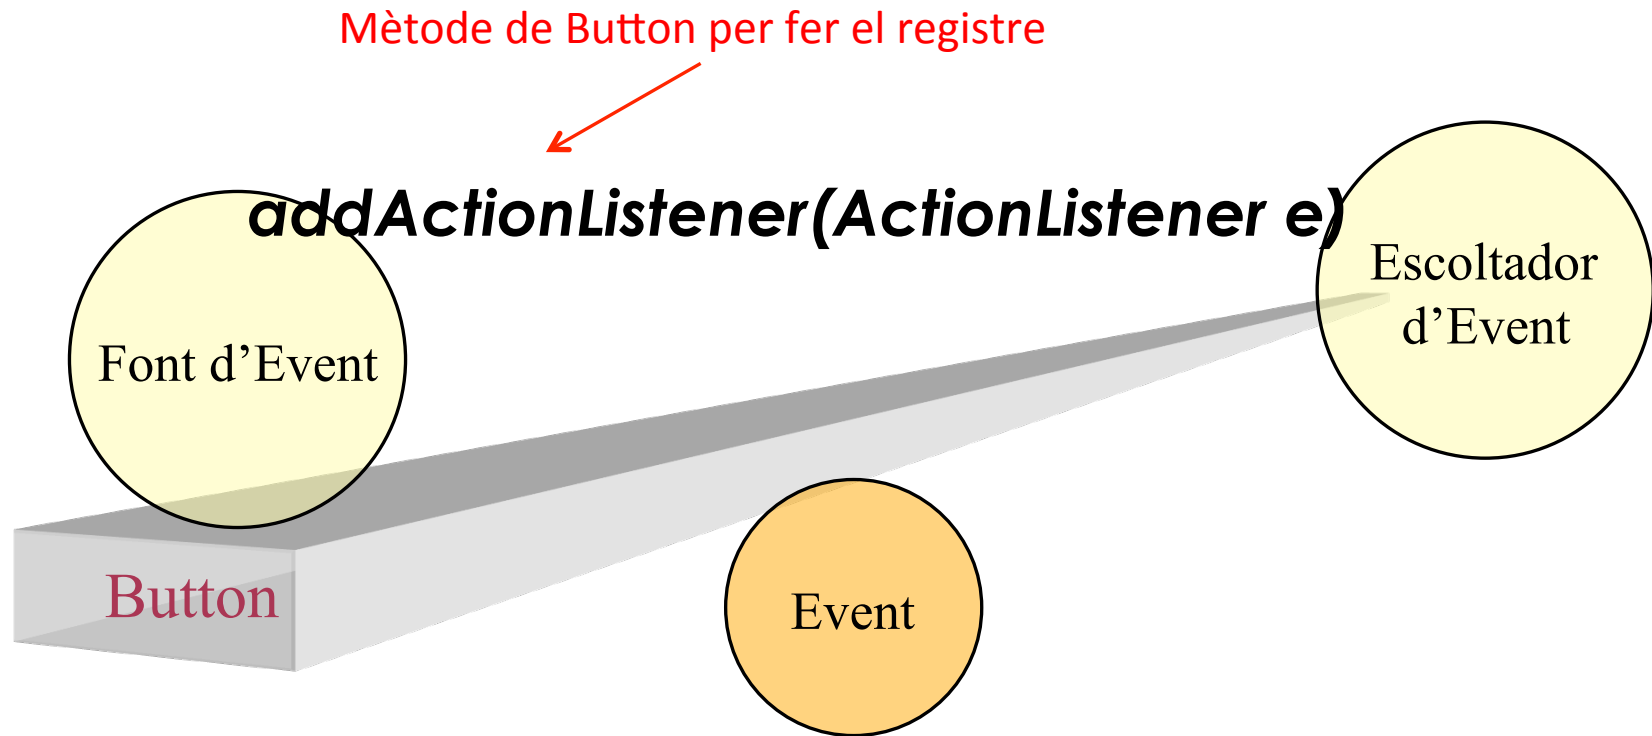 Mètode de Button per fer el registre
addActionListener(ActionListener e)
Escoltador
d’Event
Font d’Event
Button
Event